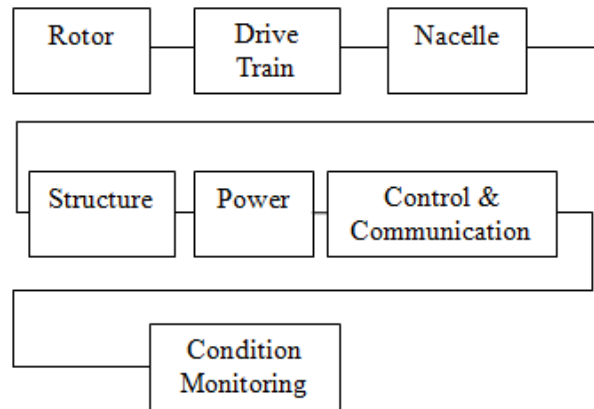 Rotor
Drive
Train
Nacelle
Structure
Power
Control &
Communication
Condition
Monitoring